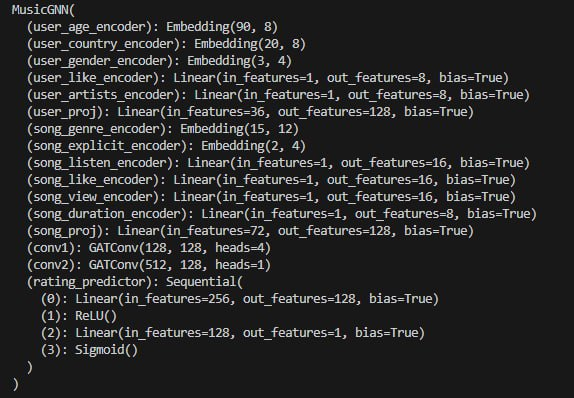 MusicGNN(
  (user_age_encoder): Embedding(90, 8)
  (user_country_encoder): Embedding(20, 8)
  (user_gender_encoder): Embedding(3, 4)
  (user_like_encoder): Linear(in_features=1, out_features=8, bias=True)
  (user_artists_encoder): Linear(in_features=1, out_features=8, bias=True)
  (user_proj): Linear(in_features=36, out_features=128, bias=True)
  (song_genre_encoder): Embedding(15, 12)
  (song_explicit_encoder): Embedding(2, 4)
  (song_listen_encoder): Linear(in_features=1, out_features=16, bias=True)
  (song_like_encoder): Linear(in_features=1, out_features=16, bias=True)
  (song_view_encoder): Linear(in_features=1, out_features=16, bias=True)
  (song_duration_encoder): Linear(in_features=1, out_features=8, bias=True)
  (song_proj): Linear(in_features=72, out_features=128, bias=True)
  (conv1): GATConv(128, 128, heads=4)
  (conv2): GATConv(512, 128, heads=1)
  (rating_predictor): Sequential(
    (0): Linear(in_features=256, out_features=128, bias=True)
    (1): ReLU()
    (2): Linear(in_features=128, out_features=1, bias=True)
    (3): Sigmoid()
  )
)